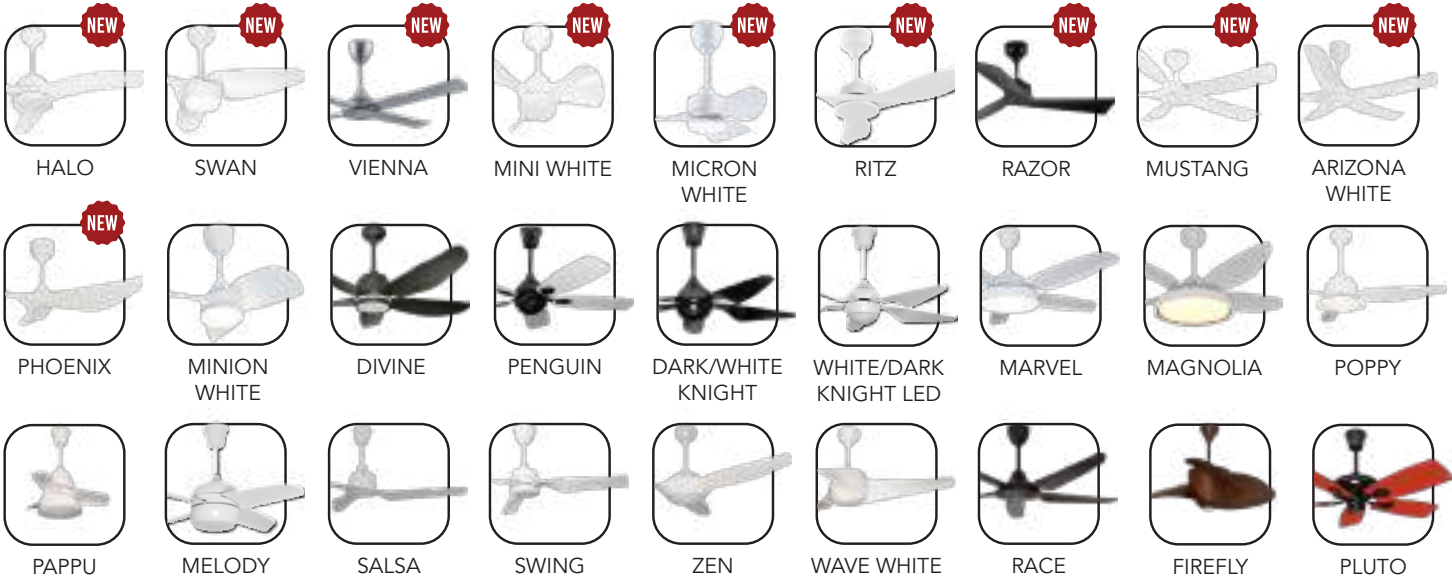 NEW NEW NEW NEW NEW NEW NEW NEW NEW
HALO SWAN VIENNA MINI WHITE MICRON WHITE RITZ RAZOR MUSTANG ARIZONA WHITE
NEW
PHOENIX MINION WHITE DIVINE PENGUIN DARK/WHITE KNIGHT WHITE/DARK KNIGHT LED MARVEL MAGNOLIA POPPY
PAPPU MELODY SALSA SWING ZEN WAVE WHITE RACE FIREFLY PLUTO